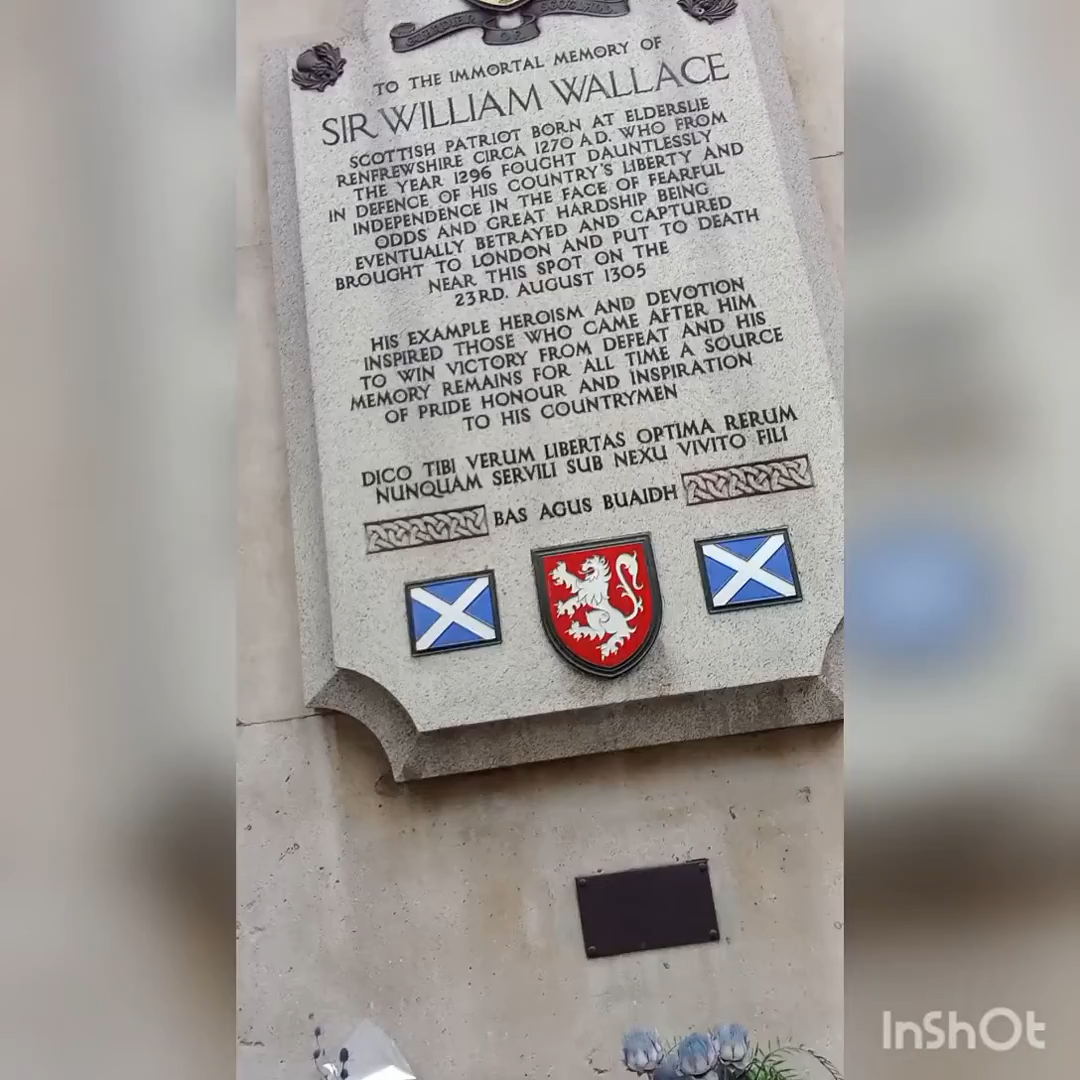 GUARDIAN OF SCOTLAND
TO THE IMMORTAL MEMORY OF
SIR WILLIAM WALLACE
SCOTTISH PATRIOT BORN AT ELDERSLIE
RENFREWSHIRE CIRCA 1270 A.D. WHO FROM
THE YEAR 1296 FOUGHT DAUNTLESSLY
IN DEFENCE OF HIS COUNTRY'S LIBERTY AND
INDEPENDENCE IN THE FACE OF FEARFUL
ODDS AND GREAT HARDSHIP BEING
EVENTUALLY BETRAYED AND CAPTURED
BROUGHT TO LONDON AND PUT TO DEATH
NEAR THIS SPOT ON THE
23RD. AUGUST 1305
HIS EXAMPLE HEROISM AND DEVOTION
INSPIRED THOSE WHO CAME AFTER HIM
TO WIN VICTORY FROM DEFEAT AND HIS
MEMORY REMAINS FOR ALL TIME A SOURCE
OF PRIDE HONOUR AND INSPIRATION
TO HIS COUNTRYMEN
DICO TIBI VERUM LIBERTAS OPTIMA RERUM
NUNQUAM SERVILI SUB NEXU VIVITO FILI
BAS AGUS BUAIDH
InShOt